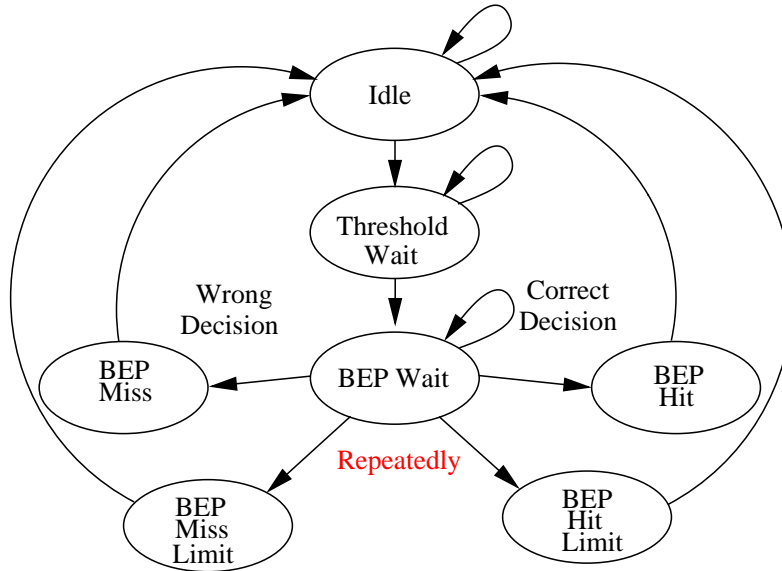 Idle
Threshold
Wait
Wrong
Decision
Correct
Decision
BEP
Miss
BEP Wait
BEP
Hit
Repeatedly
BEP
Miss
Limit
BEP
Hit
Limit